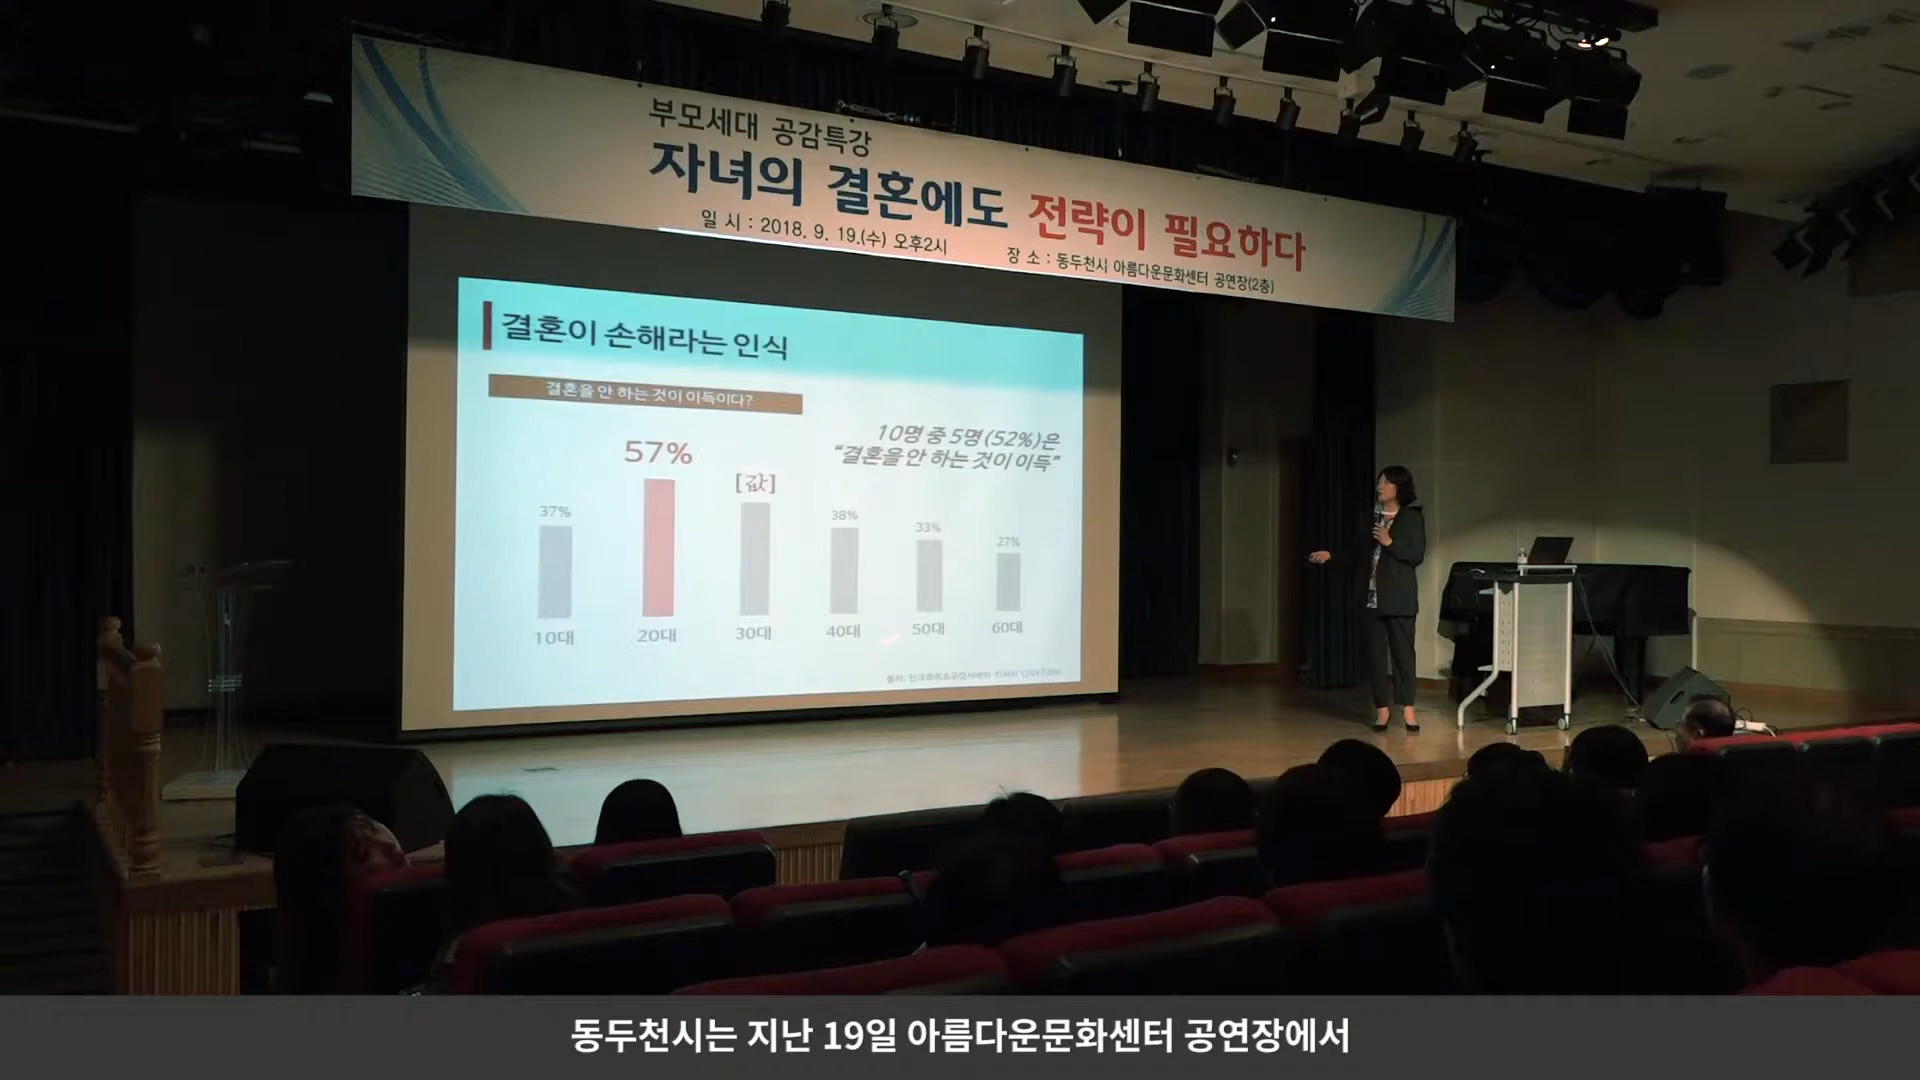 부모세대 공감특강
자녀의 결혼에도 전략이 필요하다
일 시 : 2018. 9. 19.(수) 오후2시
장 소 : 동두천시 아름다운문화센터 공연장(2층)
결혼이 손해라는 인식
결혼을 안 하는 것이 이득이다?
10명 중 5명(52%)은
“결혼을 안 하는 것이 이득”
37%
57%
[값]
38%
33%
27%
10대
20대
30대
40대
50대
60대
출처:
동두천시는 지난 19일 아름다운문화센터 공연장에서